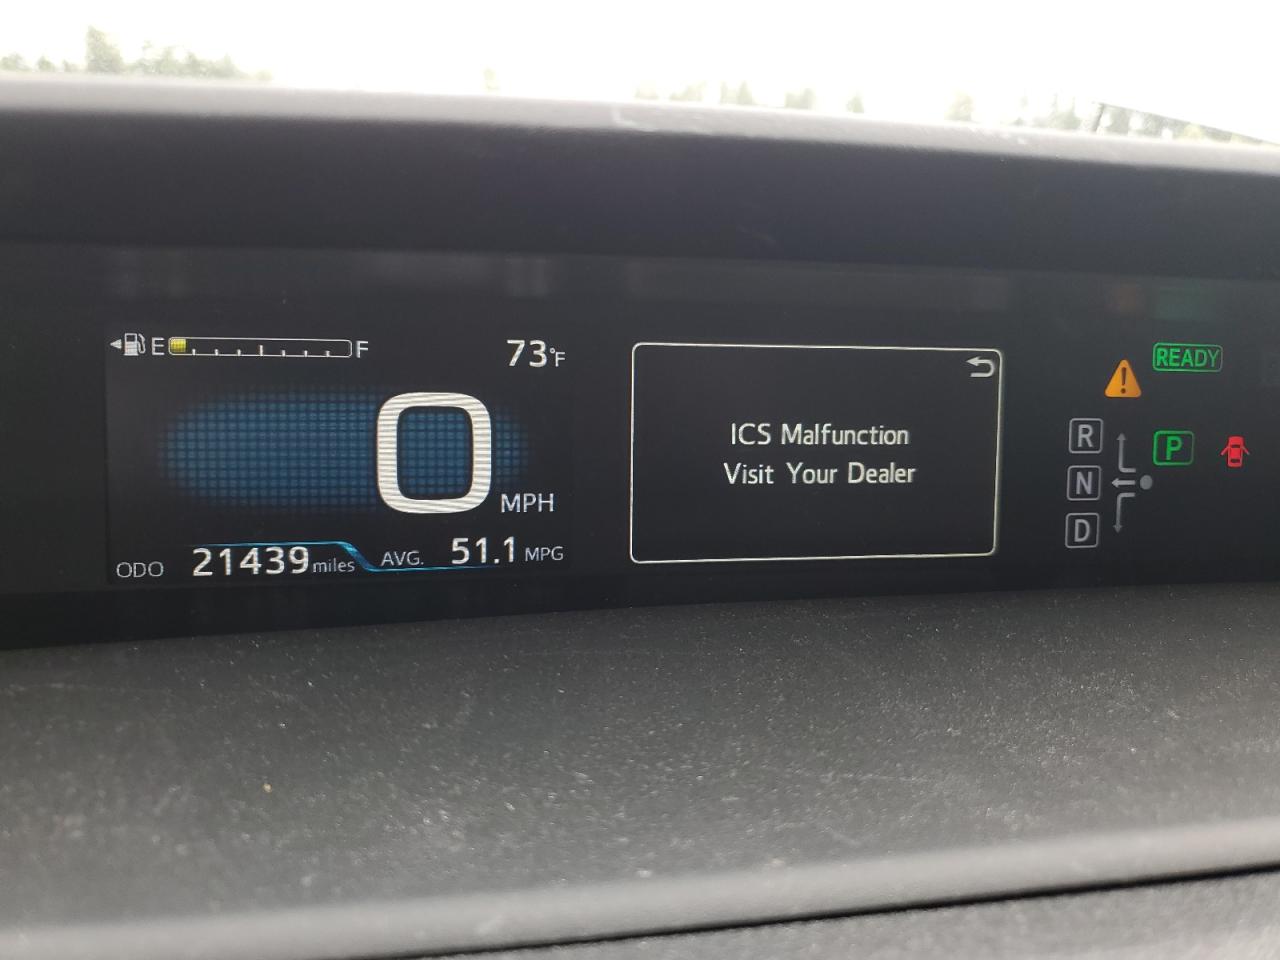 E F
73°F
0 MPH
ODO 21439 miles
AVG. 51.1 MPG
ICS Malfunction
Visit Your Dealer
READY
R
N
D
P